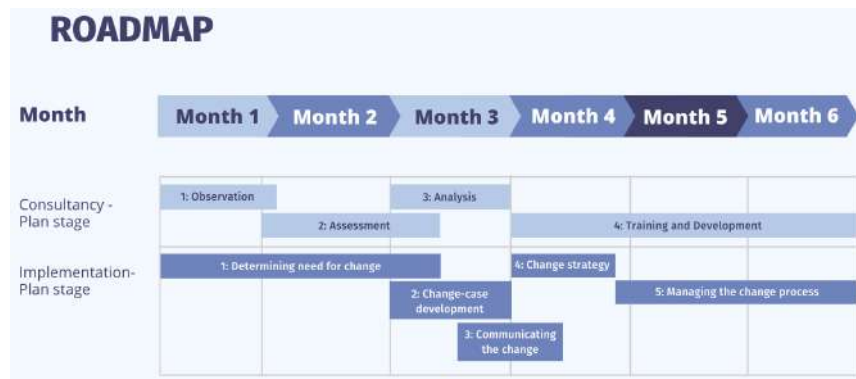 ROADMAP
Month
Month 1
Month 2
Month 3
Month 4
Month 5
Month 6
Consultancy -
Plan stage
1: Observation
3: Analysis
2: Assessment
4: Training and Development
Implementation-
Plan stage
1: Determining need for change
4: Change strategy
2: Change-case
development
5: Managing the change process
3: Communicating
the change